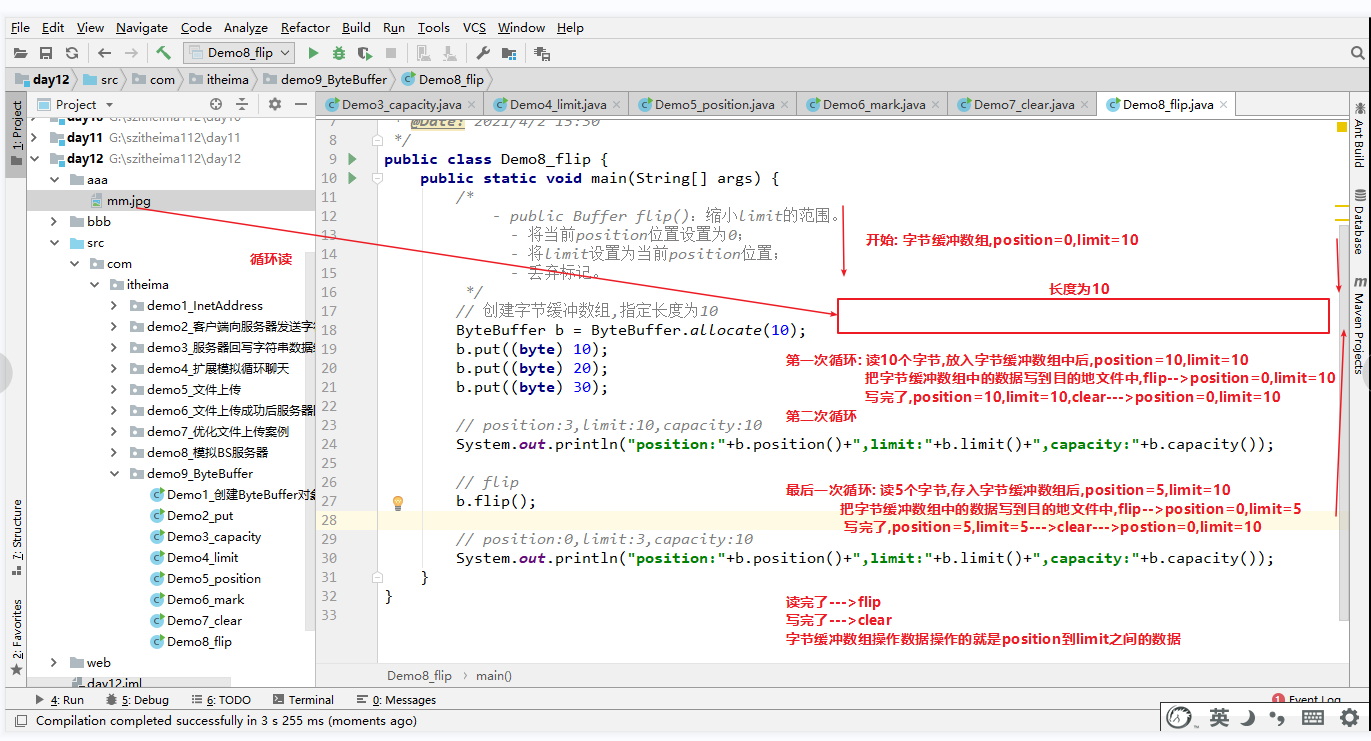 File Edit View Navigate Code Analyze Refactor Build Run Tools VCS Window Help
Demo8_flip
day12 src com itheima demo9_ByteBuffer Demo8_flip
Project
Demo3_capacity.java Demo4_limit.java Demo5_position.java Demo6_mark.java Demo7_clear.java Demo8_flip.java
1: Project
7: Structure
2: Favorites
day10 G:\szitheima112\day10
day11 G:\szitheima112\day11
day12 G:\szitheima112\day12
aaa
mm.jpg
bbb
src
循环读
com
itheima
demo1_InetAddress
demo2_客户端向服务器发送字符
demo3_服务器回写字符串数据
demo4_扩展模拟循环聊天
demo5_文件上传
demo6_文件上传成功后服务器
demo7_优化文件上传案例
demo8_模拟BS服务器
demo9_ByteBuffer
Demo1_创建ByteBuffer对象
Demo2_put
Demo3_capacity
Demo4_limit
Demo5_position
Demo6_mark
Demo7_clear
Demo8_flip
web
day12.iml
7 * @Date: 2021/4/2 15:30
8 */
9 public class Demo8_flip {
10 public static void main(String[] args) {
11 /*
12 - public Buffer flip(): 缩小limit的范围。
13 - 将当前position位置设置为0;
14 - 将limit设置为当前position位置;
15 - 丢弃标记。
16 */
17 // 创建字节缓冲数组,指定长度为10
18 ByteBuffer b = ByteBuffer.allocate(10);
19 b.put((byte) 10);
20 b.put((byte) 20);
21 b.put((byte) 30);
22
23 // position:3,limit:10,capacity:10
24 System.out.println("position:"+b.position()+",limit:"+b.limit()+",capacity:"+b.capacity());
25
26 // flip
27 b.flip();
28
29 // position:0,limit:3,capacity:10
30 System.out.println("position:"+b.position()+",limit:"+b.limit()+",capacity:"+b.capacity());
31 }
32 }
33
开始: 字节缓冲数组,position=0,limit=10
长度为10
第一次循环: 读10个字节,放入字节缓冲数组中后,position=10,limit=10
把字节缓冲数组中的数据写到目的地文件中,flip-->position=0,limit=10
写完了,position=10,limit=10,clear--->position=0,limit=10
第二次循环
最后一次循环: 读5个字节,存入字节缓冲数组后,position=5,limit=10
把字节缓冲数组中的数据写到目的地文件中,flip-->position=0,limit=5
写完了,position=5,limit=5--->clear--->postion=0,limit=10
读完了--->flip
写完了--->clear
字节缓冲数组操作数据操作的就是position到limit之间的数据
Ant Build
Database
Maven Projects
Demo8_flip main()
4: Run 5: Debug 6: TODO Terminal 0: Messages 1 Event Log
Compilation completed successfully in 3 s 255 ms (moments ago)
英